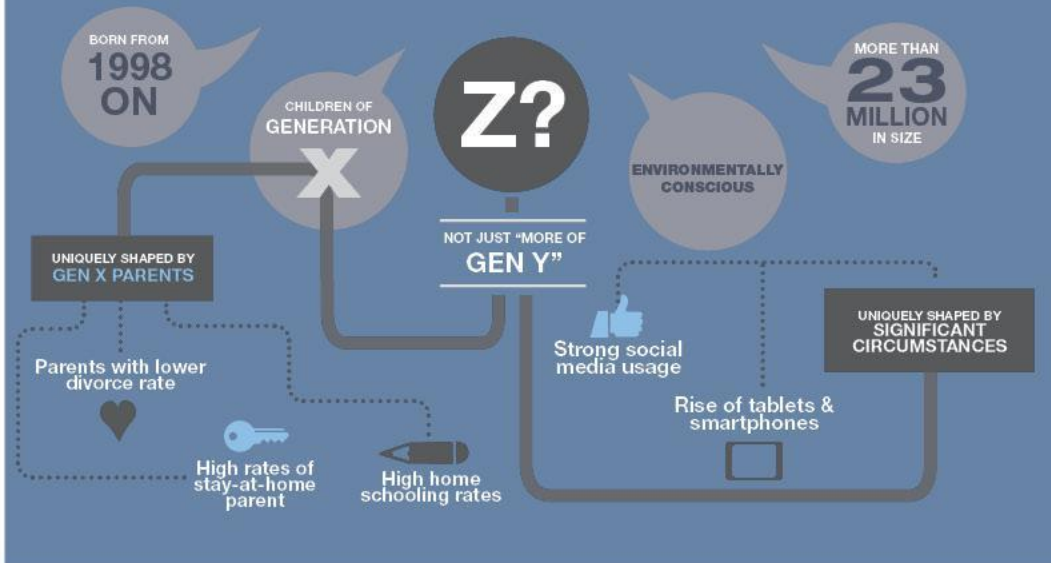 BORN FROM
1998
ON
CHILDREN OF
GENERATION
X
Z?
NOT JUST “MORE OF
GEN Y”
ENVIRONMENTALLY
CONSCIOUS
MORE THAN
23
MILLION
IN SIZE
UNIQUELY SHAPED BY
GEN X PARENTS
Parents with lower
divorce rate
High rates of
stay-at-home
parent
High home
schooling rates
Strong social
media usage
Rise of tablets &
smartphones
UNIQUELY SHAPED BY
SIGNIFICANT
CIRCUMSTANCES